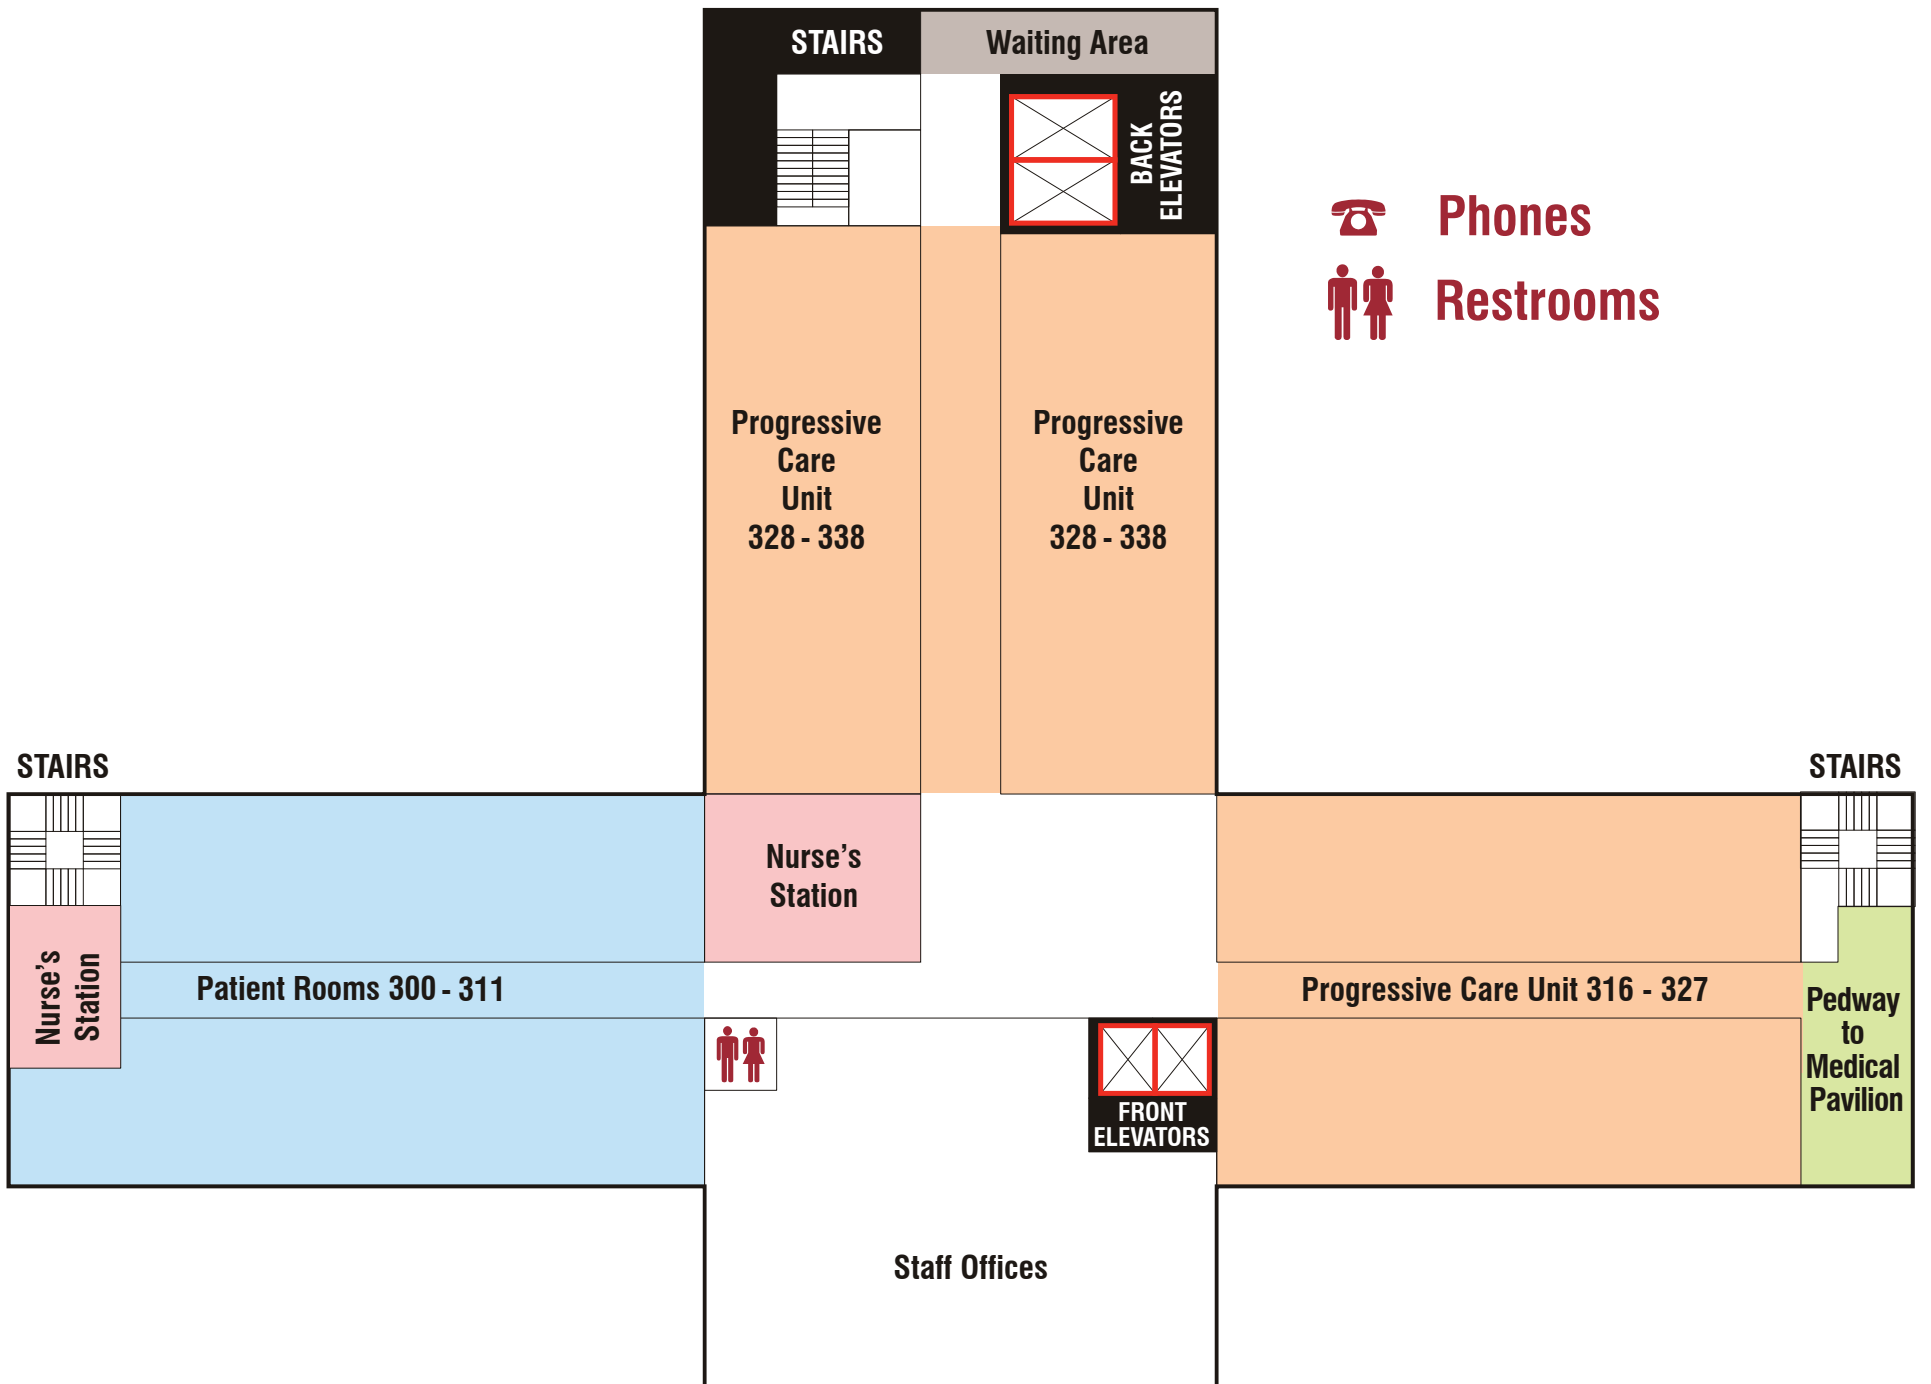 STAIRS
Waiting Area
BACK
ELEVATORS
Phones
Restrooms
Progressive
Care
Unit
328 - 338
Progressive
Care
Unit
328 - 338
STAIRS
STAIRS
Nurse’s
Station
Nurse’s
Station
Patient Rooms 300 - 311
Progressive Care Unit 316 - 327
Pedway
to
Medical
Pavilion
FRONT
ELEVATORS
Staff Offices